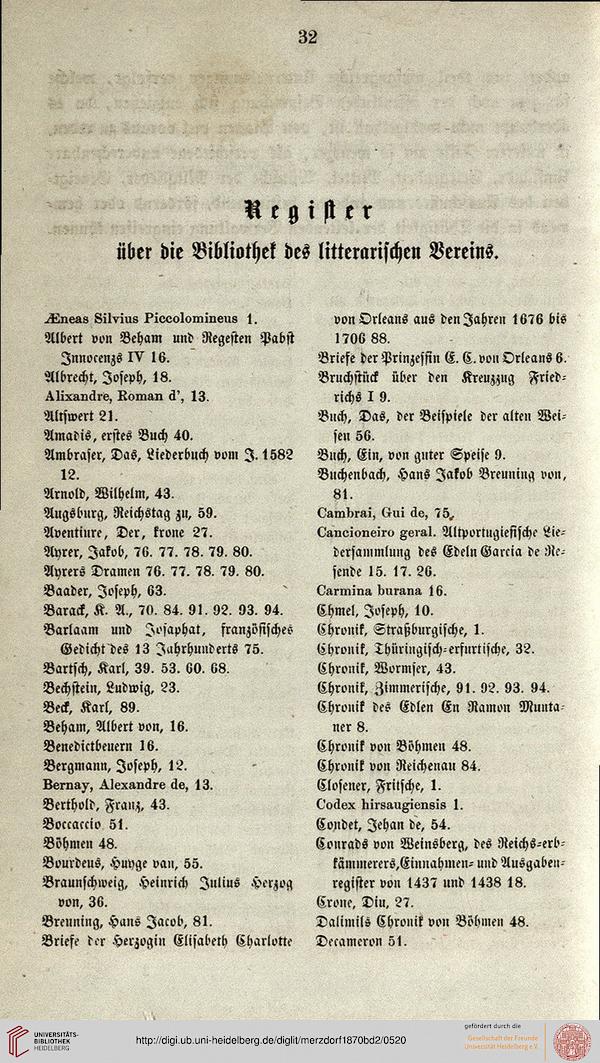 32
Register
über die Bibliothek des litterarischen Vereins.
Æneas Silvius Piccolomineus 1.
Albert von Beham und Regesten Pabst
Innocenzs IV 16.
Albrecht, Joseph, 18.
Alixandre, Roman d', 13.
Altswert 21.
Amadis, erstes Buch 40.
Ambraser, Das, Liederbuch vom J. 1582
12.
Arnold, Wilhelm, 43.
Augsburg, Reichstag zu, 59.
Aventiure, Der, krone 27.
Ayrer, Jakob, 76. 77. 78. 79. 80.
Ayrers Dramen 76. 77. 78. 79. 80.
Baader, Joseph, 63.
Barack, K. A., 70. 84. 91. 92. 93. 94.
Barlaam und Josaphat, französisches
Gedicht des 13 Jahrhunderts 75.
Bartsch, Karl, 39. 53. 60. 68.
Bechstein, Ludwig, 23.
Beck, Karl, 89.
Beham, Albert von, 16.
Benedictbeuern 16.
Bergmann, Joseph, 12.
Bernay, Alexandre de, 13.
Berthold, Franz, 43.
Boccaccio 51.
Böhmen 48.
Bourdeus, Huyge van, 55.
Braunschweig, Heinrich Julius Herzog
von, 36.
Breuning, Hans Jacob, 81.
Briefe der Herzogin Elisabeth Charlotte
von Orleans aus den Jahren 1676 bis
1706 88.
Briefe der Prinzessin E. C. von Orleans 6.
Bruchstück über den Kreuzzug Fried-
richs I 9.
Buch, Das, der Beispiele der alten Wei-
sen 56.
Buch, Ein, von guter Speise 9.
Buchenbach, Hans Jakob Breuning von,
81.
Cambrai, Gui de, 75.
Cancioneiro geral. Altportugiesische Lie-
dersammlung des Edeln Garcia de Re-
sende 15. 17. 26.
Carmina burana 16.
Chmel, Joseph, 10.
Chronik, Straßburgische, 1.
Chronik, Thüringisch-erfurtische, 32.
Chronik, Wormser, 43.
Chronik, Zimmerische, 91. 92. 93. 94.
Chronik des Edlen En Ramon Munta-
ner 8.
Chronik von Böhmen 48.
Chronik von Reichenau 84.
Closener, Fritsche, 1.
Codex hirsaugiensis 1.
Condet, Jehan de, 54.
Conrads von Weinsberg, des Reichs-erb-
kämmerers, Einnahmen- und Ausgaben-
register von 1437 und 1438 18.
Crone, Diu, 27.
Dalimils Chronik von Böhmen 48.
Decameron 51.
UNIVERSITÄTS-
BIBLIOTHEK
HEIDELBERG
http://digi.ub.uni-heidelberg.de/diglit/merzdorf1870bd2/0520
gefördert durch die
Gesellschaft der Freunde
Universität Heidelberg e.V.